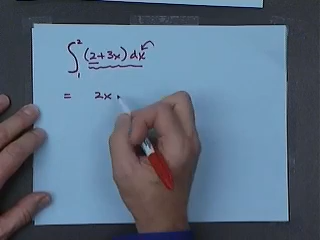 ∫₁² (2+3x) dx
= 2x